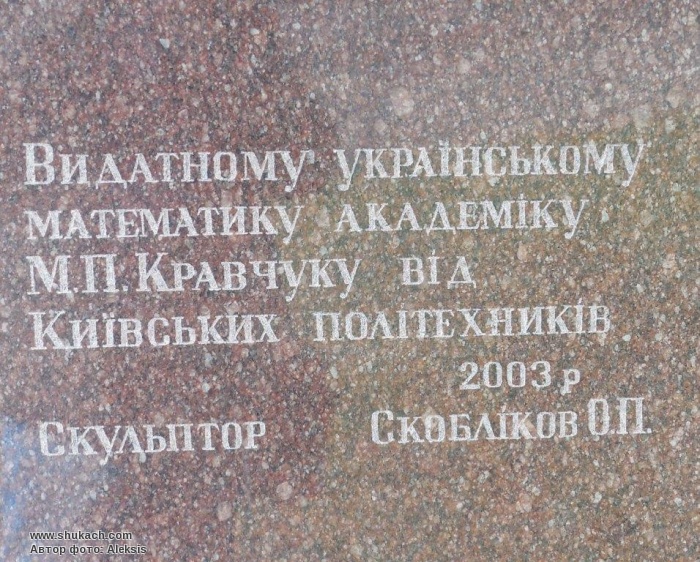 Видатному українському
математику академіку
М.П. Кравчуку від
Київських політехників
2003 р
Скульптор Скобліков О.П.
www.shukach.com
Автор фото: Aleksis